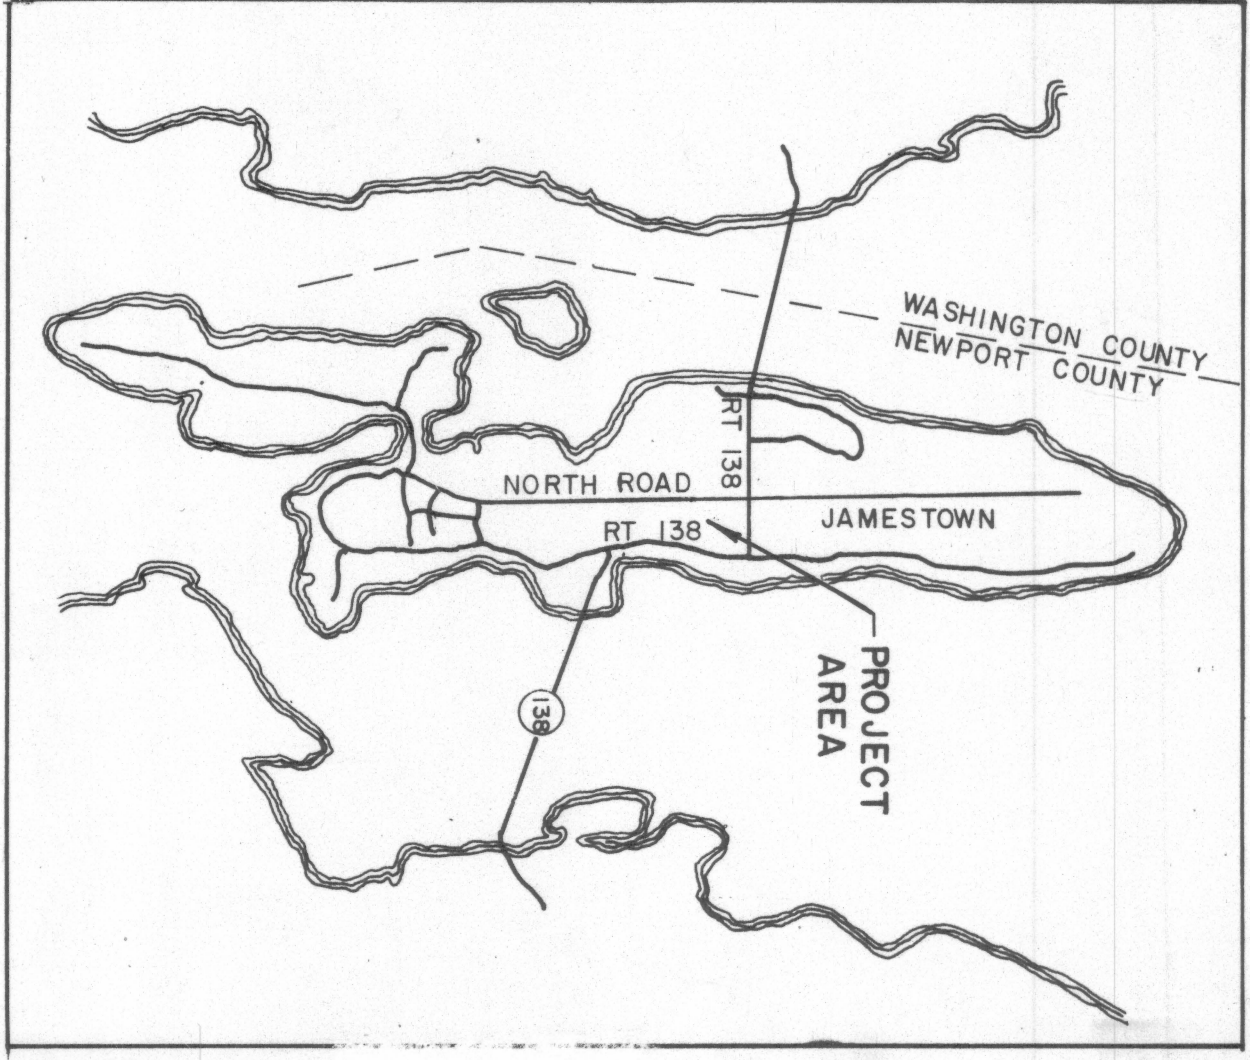 WASHINGTON COUNTY
NEWPORT COUNTY
RT 138
NORTH ROAD
JAMESTOWN
RT 138
PROJECT
AREA
138